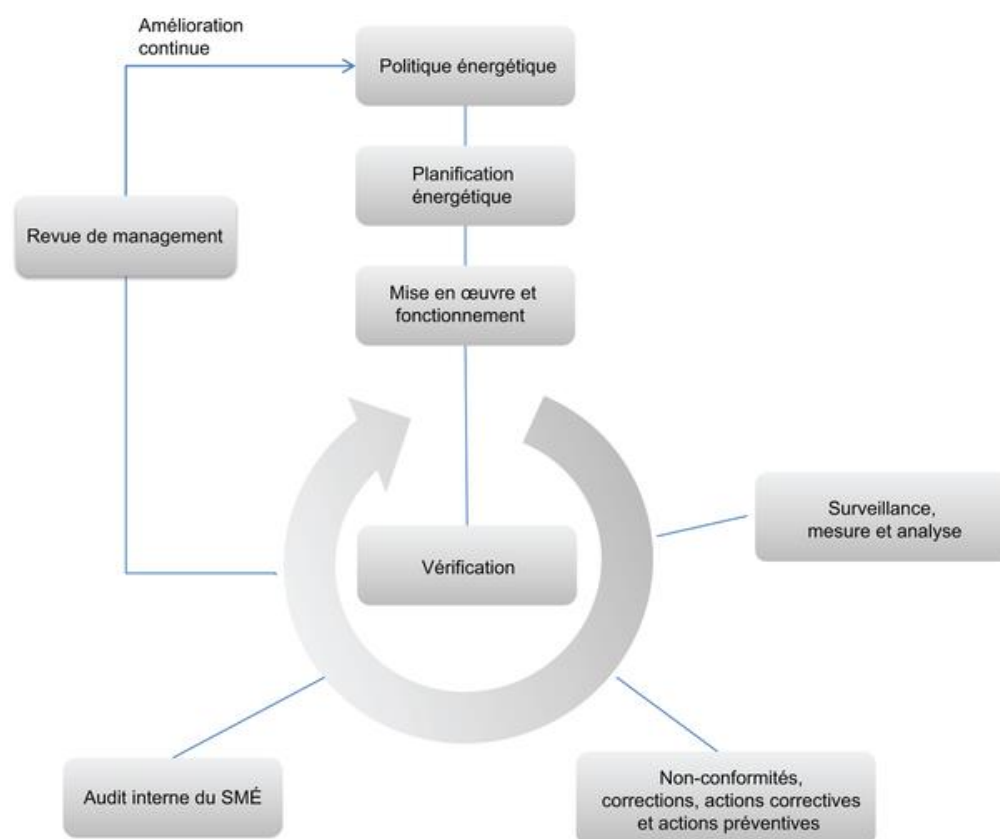 Amélioration
continue
Politique énergétique
Planification
énergétique
Revue de management
Mise en œuvre et
fonctionnement
Surveillance,
mesure et analyse
Vérification
Audit interne du SMÉ
Non-conformités,
corrections, actions correctives
et actions préventives